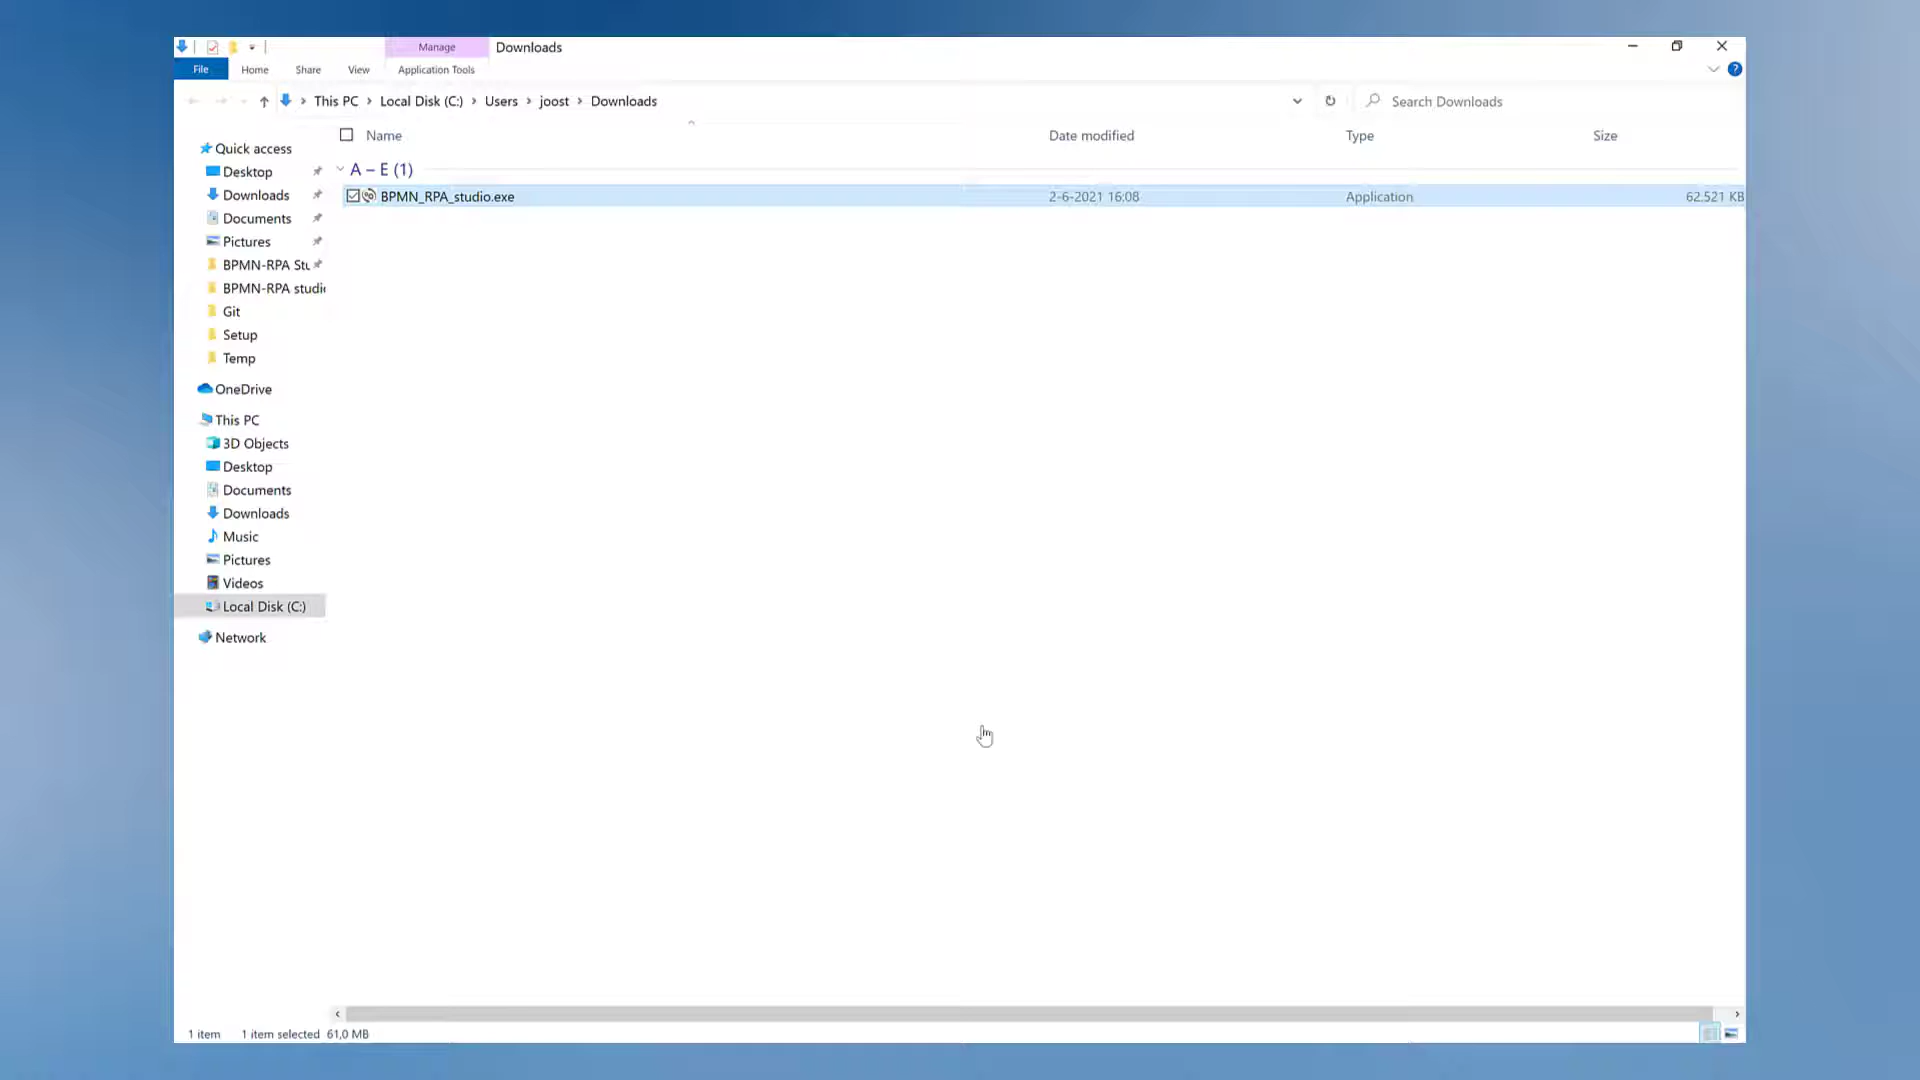 Manage
Downloads
File
Home
Share
View
Application Tools
?
This PC > Local Disk (C:) > Users > joost > Downloads
Search Downloads
Name
Date modified
Type
Size
A – E (1)
BPMN_RPA_studio.exe
2-6-2021 16:08
Application
62.521 KB
Quick access
Desktop
Downloads
Documents
Pictures
BPMN-RPA Stu
BPMN-RPA studio
Git
Setup
Temp
OneDrive
This PC
3D Objects
Desktop
Documents
Downloads
Music
Pictures
Videos
Local Disk (C:)
Network
1 item
1 item selected
61,0 MB